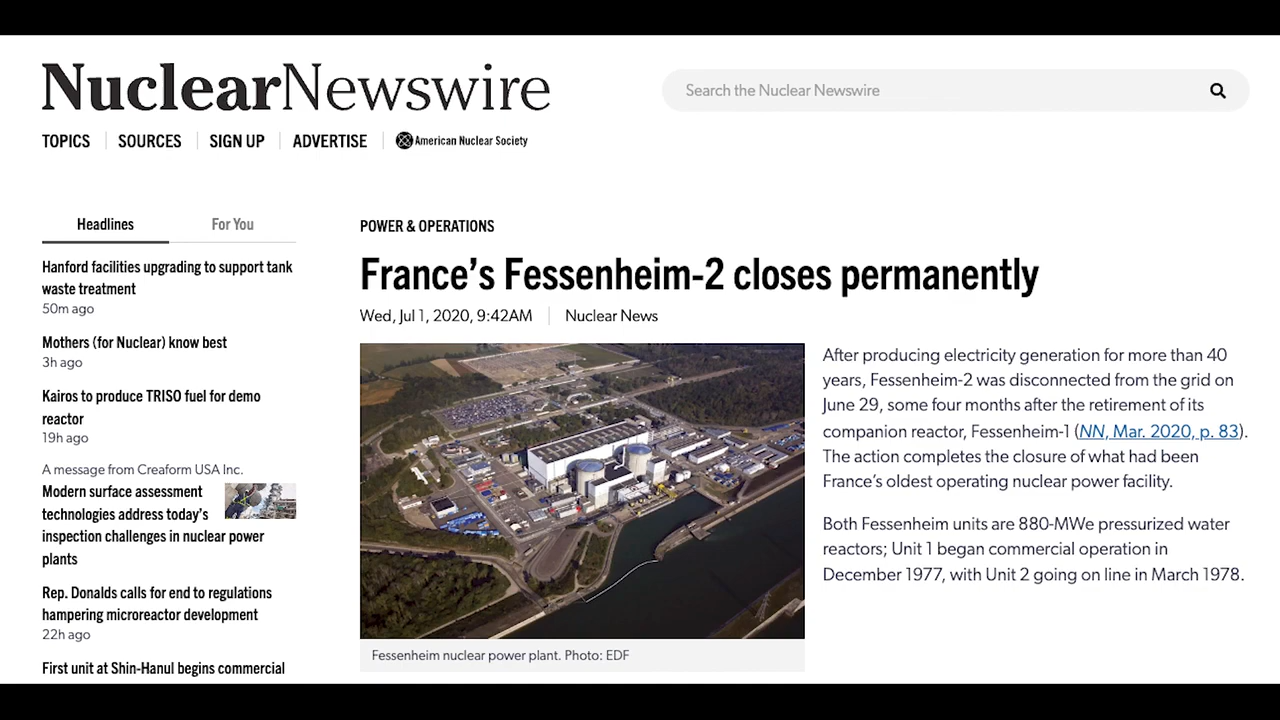 NuclearNewswire
Search the Nuclear Newswire
TOPICS
SOURCES
SIGN UP
ADVERTISE
American Nuclear Society
Headlines
For You
Hanford facilities upgrading to support tank
waste treatment
50m ago
Mothers (for Nuclear) know best
3h ago
Kairos to produce TRISO fuel for demo
reactor
19h ago
A message from Creaform USA Inc.
Modern surface assessment
technologies address today's
inspection challenges in nuclear power
plants
Rep. Donalds calls for end to regulations
hampering microreactor development
22h ago
First unit at Shin-Hanul begins commercial
POWER & OPERATIONS
France's Fessenheim-2 closes permanently
Wed, Jul 1, 2020, 9:42AM
Nuclear News
After producing electricity generation for more than 40
years, Fessenheim-2 was disconnected from the grid on
June 29, some four months after the retirement of its
companion reactor, Fessenheim-1 (NN, Mar. 2020, p. 83).
The action completes the closure of what had been
France's oldest operating nuclear power facility.
Both Fessenheim units are 880-MWe pressurized water
reactors; Unit 1 began commercial operation in
December 1977, with Unit 2 going on line in March 1978.
Fessenheim nuclear power plant. Photo: EDF